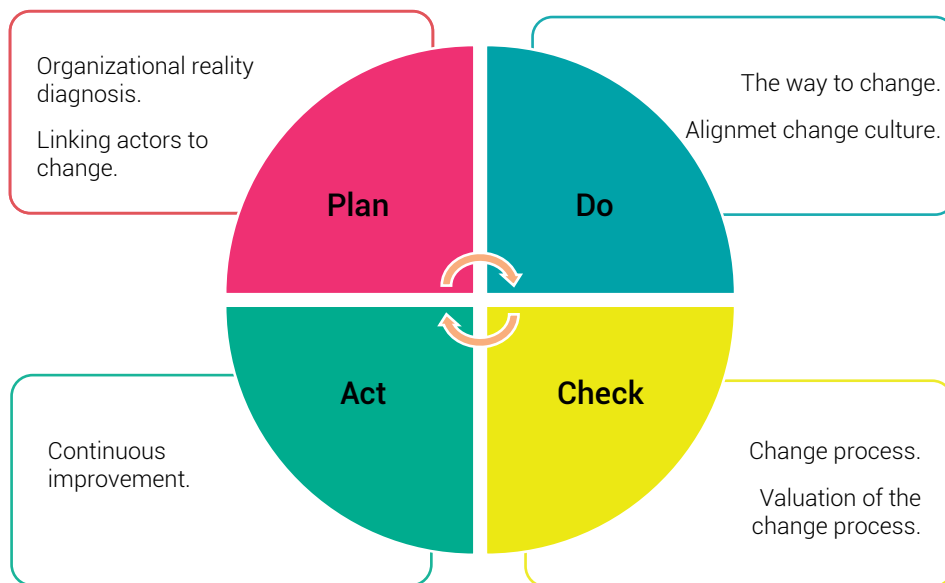 Organizational reality
diagnosis.
Linking actors to
change.
Plan
The way to change.
Alignmet change culture.
Do
Act
Continuous
improvement.
Check
Change process.
Valuation of the
change process.